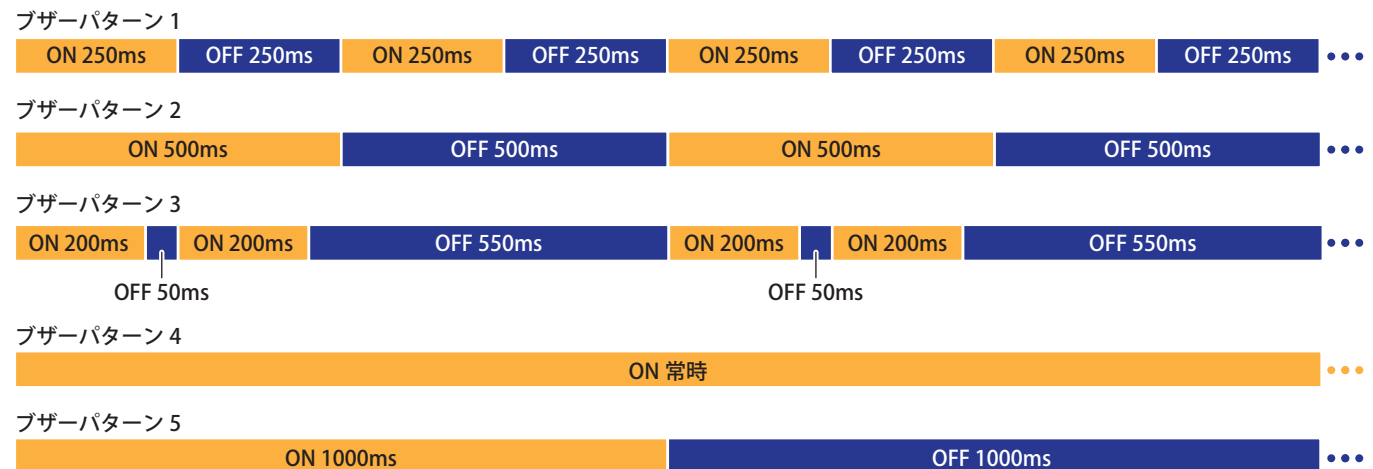 ブザーパターン 1
ON 250ms OFF 250ms ON 250ms OFF 250ms ON 250ms OFF 250ms ON 250ms OFF 250ms
ブザーパターン 2
ON 500ms OFF 500ms ON 500ms OFF 500ms
ブザーパターン 3
ON 200ms ON 200ms OFF 550ms ON 200ms ON 200ms OFF 550ms
OFF 50ms OFF 50ms
ブザーパターン 4
ON 常時
ブザーパターン 5
ON 1000ms OFF 1000ms